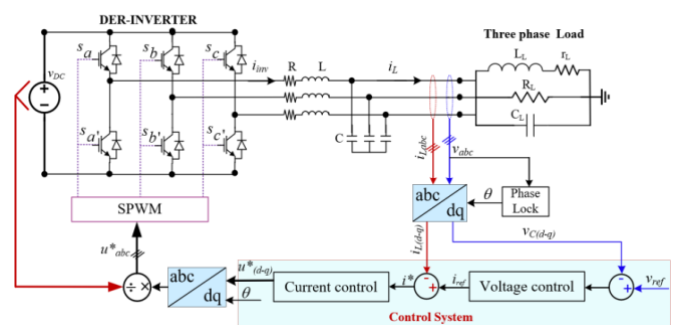 DER-INVERTER
Three phase Load
s_a
s_b
s_c
v_DC
i_inv
R
L
i_L
L_L
r_L
R_L
C_L
s_a'
s_b'
s_c'
C
i_Labc
v_abc
SPWM
abc
dq
θ
Phase
Lock
u*_abc
i_L(d-q)
v_C(d-q)
÷ ×
abc
dq
u*_(d-q)
θ
Current control
i*
-
+
i_ref
Voltage control
-
+
v_ref
Control System